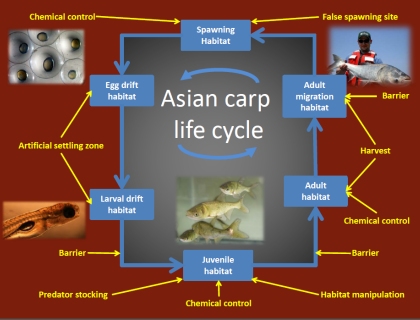 Chemical control
False spawning site
Spawning
Habitat
Egg drift
habitat
Adult
migration
habitat
Barrier
Asian carp
life cycle
Artificial settling zone
Harvest
Larval drift
habitat
Adult
habitat
Chemical control
Barrier
Juvenile
habitat
Barrier
Predator stocking
Chemical control
Habitat manipulation